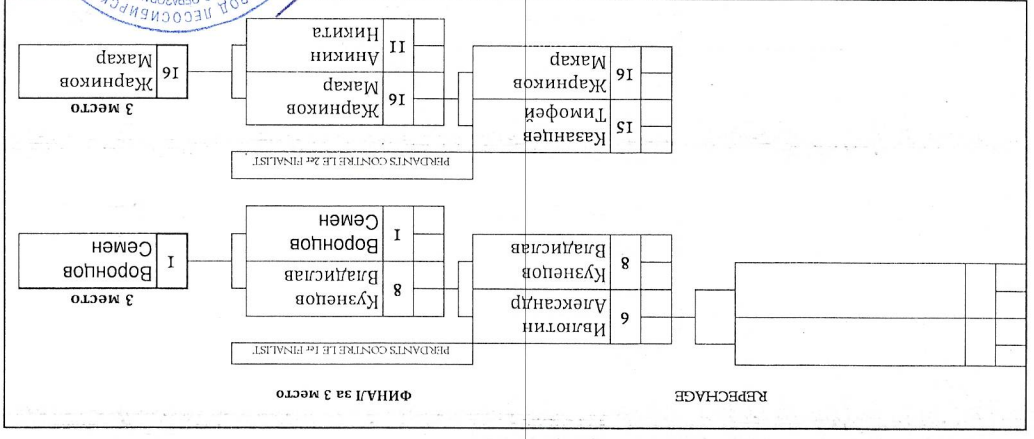 REPECHAGE
ФИНАЛ за 3 место
PERDANTS CONTRE LE 1er FINALIST.
9 Ивлютин
Александр
8 Кузнецов
Владислав
8 Кузнецов
Владислав
1 Воронцов
Семен
3 место
1 Воронцов
Семен
PERDANTS CONTRE LE 2er FINALIST.
15 Казанцев
Тимофей
16 Жарников
Макар
16 Жарников
Макар
11 Аникин
Никита
3 место
16 Жарников
Макар